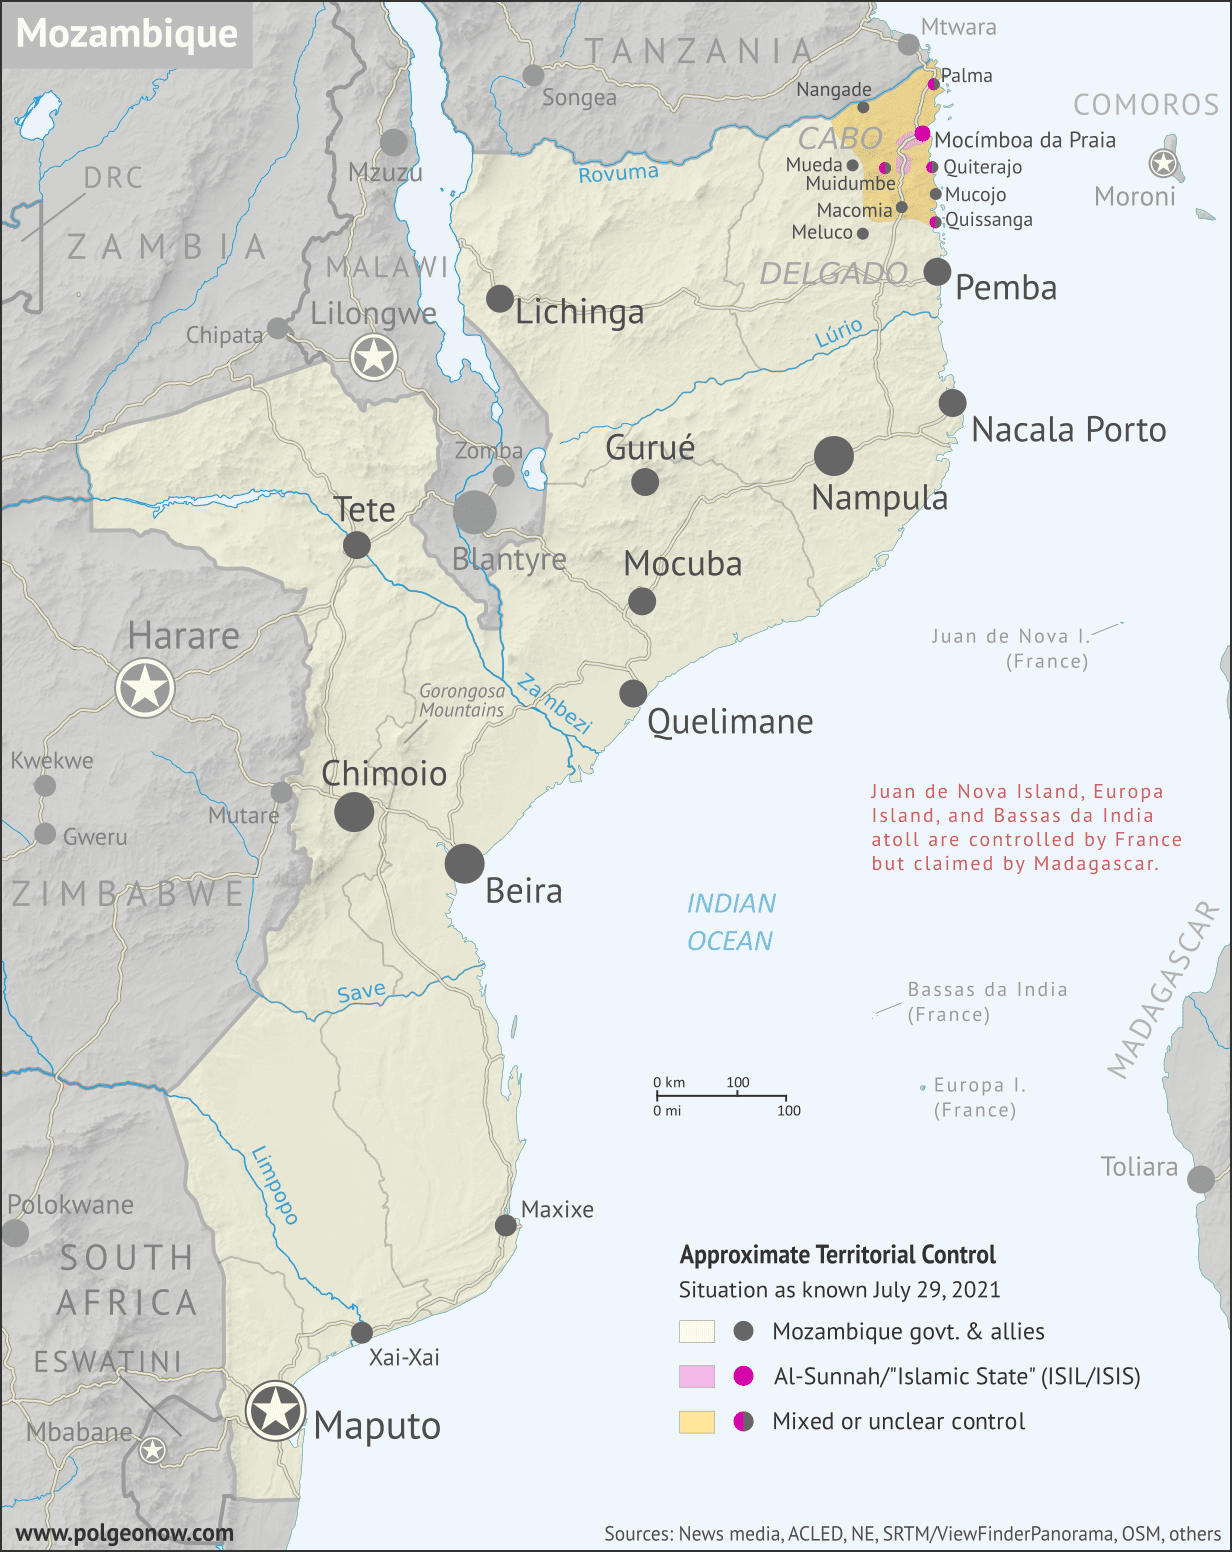 Mozambique
TANZANIA
Mtwara
Songea
Palma
Nangade
COMOROS
CABO
Mocímboa da Praia
Mzuzu
Rovuma
Mueda
Quiterajo
DRC
Muidumbe
Mucojo
Moroni
Macomia
Quissanga
ZAMBIA
Meluco
MALAWI
DELGADO
Pemba
Lilongwe
Lichinga
Chipata
Lúrio
Nacala Porto
Gurué
Zomba
Nampula
Tete
Blantyre
Mocuba
Harare
Juan de Nova I.
(France)
Gorongosa
Mountains
Zambezi
Quelimane
Kwekwe
Chimoio
Juan de Nova Island, Europa
Island, and Bassas da India
atoll are controlled by France
but claimed by Madagascar.
Mutare
Gweru
ZIMBABWE
Beira
INDIAN
OCEAN
MADAGASCAR
Save
Bassas da India
(France)
0 km 100
0 mi 100
Europa I.
(France)
Limpopo
Toliara
Polokwane
Maxixe
SOUTH
AFRICA
Approximate Territorial Control
Situation as known July 29, 2021
Mozambique govt. & allies
Xai-Xai
ESWATINI
Al-Sunnah/"Islamic State" (ISIL/ISIS)
Mbabane
Maputo
Mixed or unclear control
www.polgeonow.com
Sources: News media, ACLED, NE, SRTM/ViewFinderPanorama, OSM, others